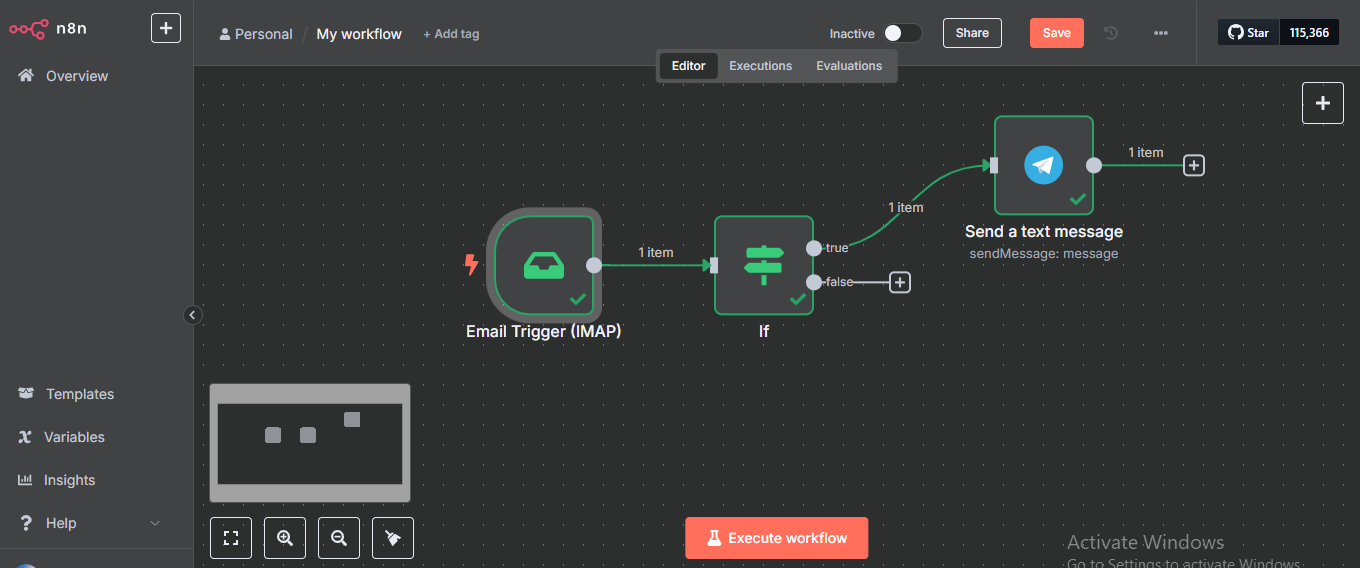 n8n
Personal / My workflow + Add tag
Inactive
Share
Save
Star 115,366
Editor Executions Evaluations
Overview
1 item
Send a text message
sendMessage: message
1 item
1 item
true
false
Email Trigger (IMAP)
If
Templates
Variables
Insights
Help
Execute workflow
Activate Windows
Go to Settings to activate Windows.